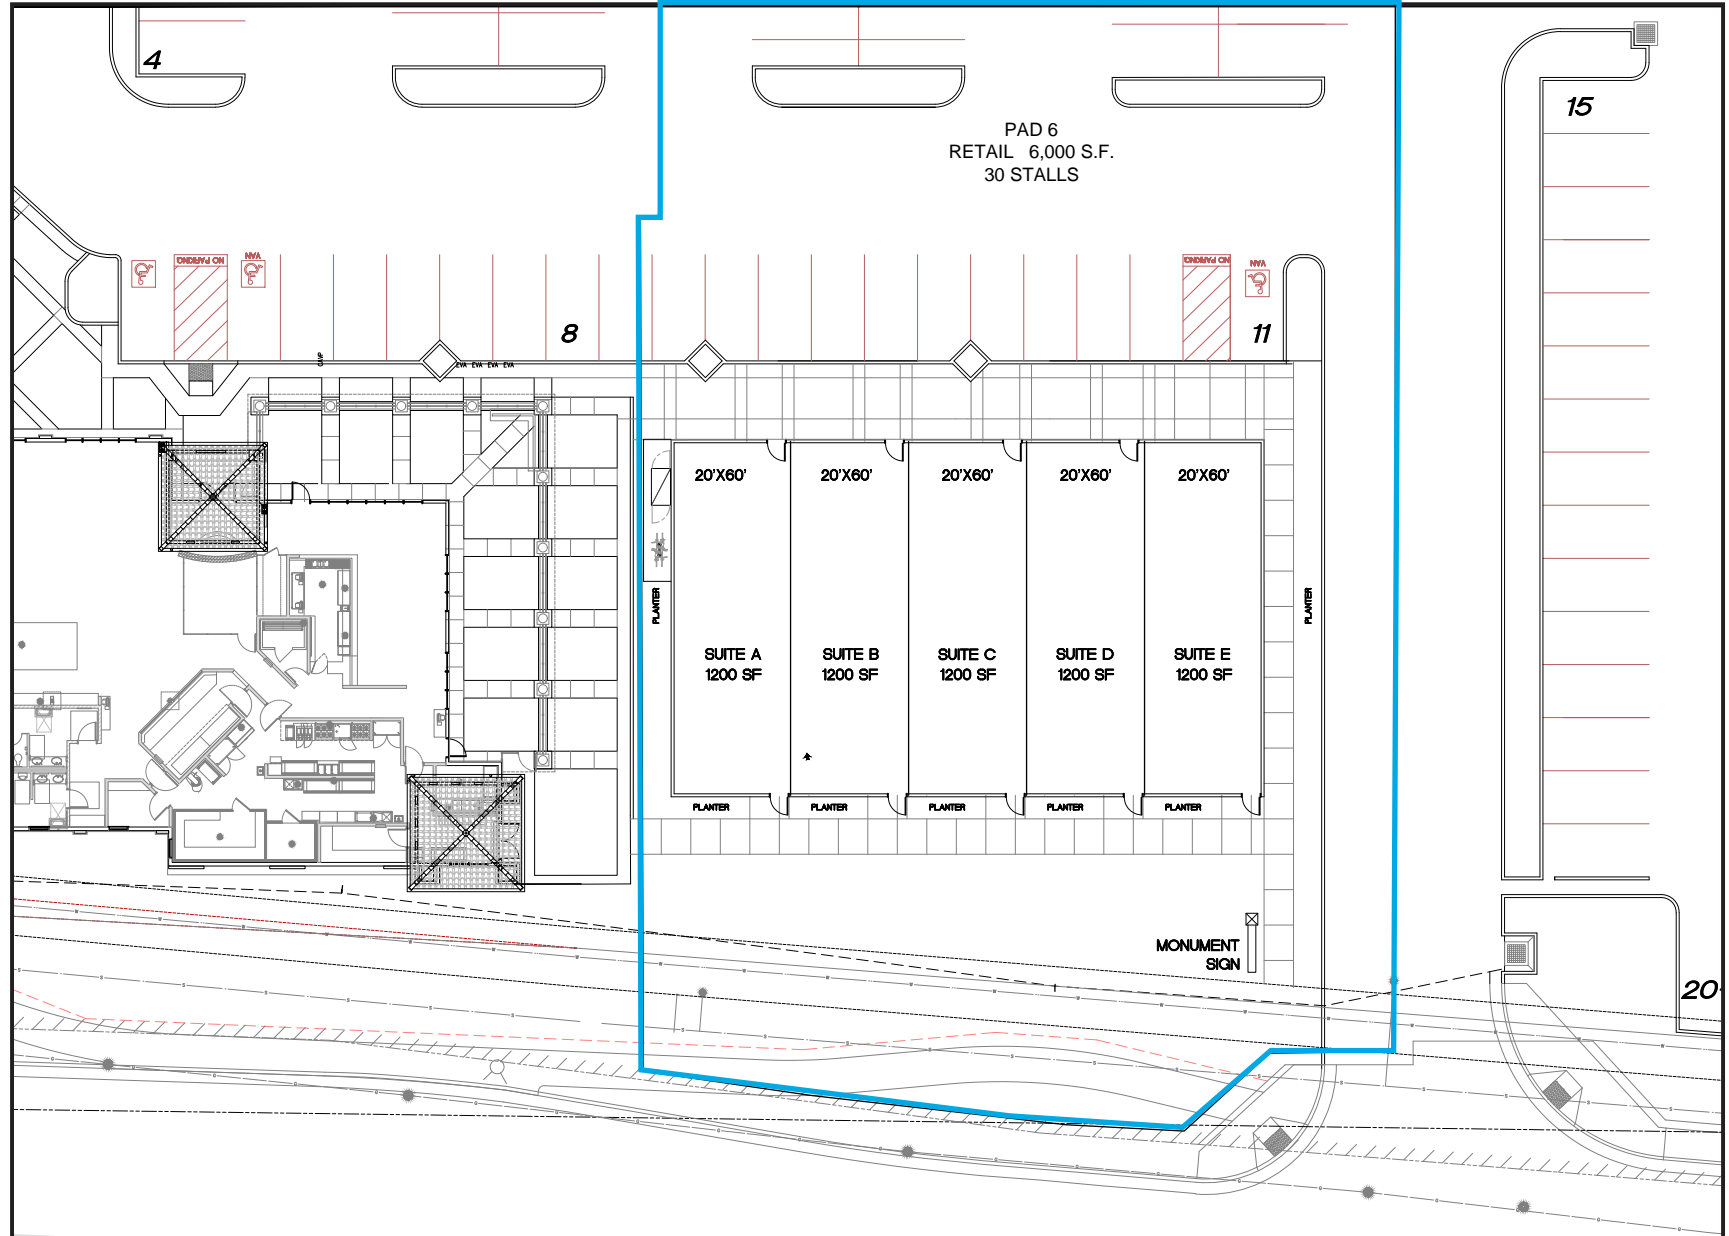 4
15
PAD 6
RETAIL 6,000 S.F.
30 STALLS
NO PARKING
VAN
NO PARKING
VAN
8
11
EVA EVA EVA EVA
20'X60'
20'X60'
20'X60'
20'X60'
20'X60'
PLANTER
PLANTER
SUITE A
1200 SF
SUITE B
1200 SF
SUITE C
1200 SF
SUITE D
1200 SF
SUITE E
1200 SF
PLANTER
PLANTER
PLANTER
PLANTER
PLANTER
MONUMENT
SIGN
20